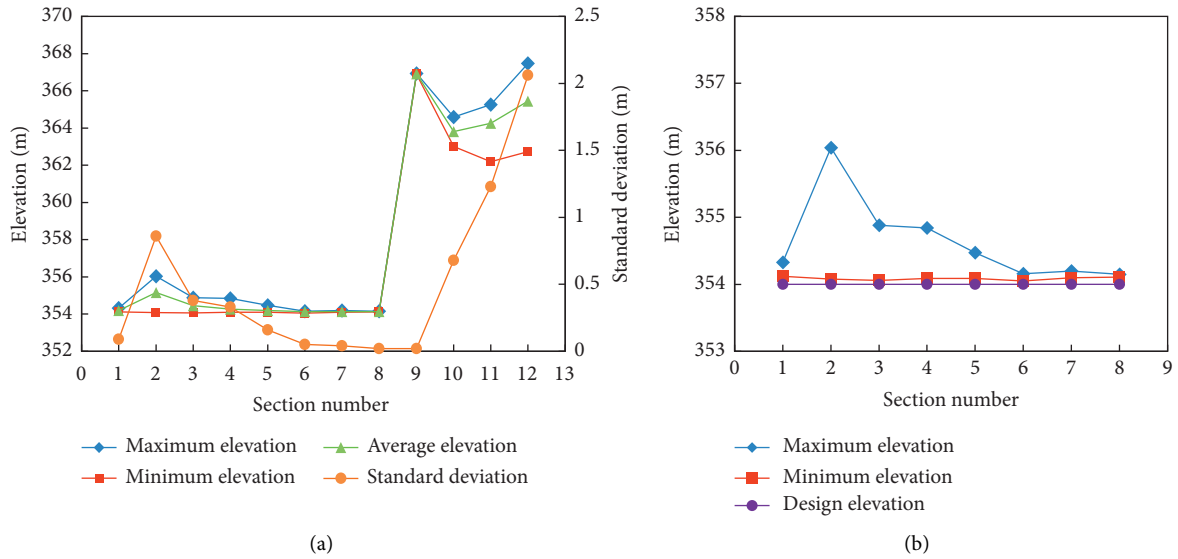 370
368
366
364
362
360
358
356
354
352
Elevation (m)
2.5
2
1.5
1
0.5
0
Standard deviation (m)
0 1 2 3 4 5 6 7 8 9 10 11 12 13
Section number
Maximum elevation
Average elevation
Minimum elevation
Standard deviation
(a)
358
357
356
355
354
353
Elevation (m)
0 1 2 3 4 5 6 7 8 9
Section number
Maximum elevation
Minimum elevation
Design elevation
(b)